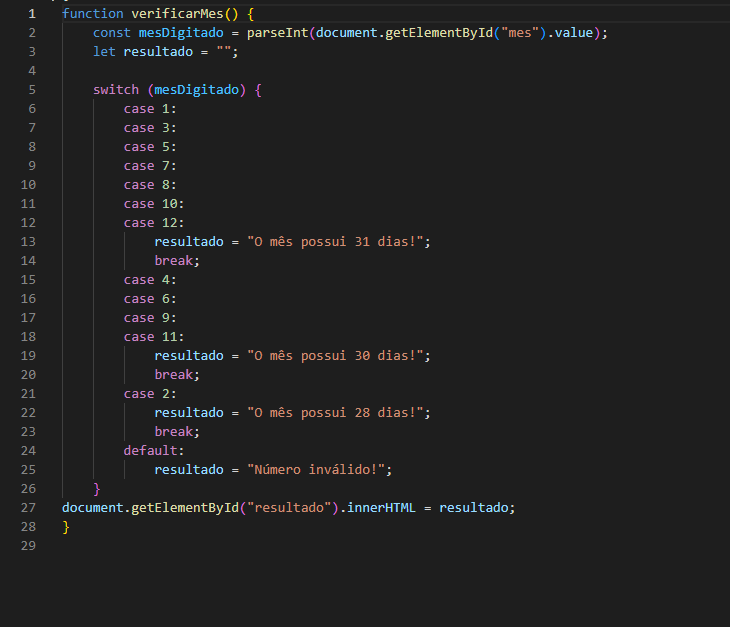 1 function verificarMes() {
2 const mesDigitado = parseInt(document.getElementById("mes").value);
3 let resultado = "";
4
5 switch (mesDigitado) {
6 case 1:
7 case 3:
8 case 5:
9 case 7:
10 case 8:
11 case 10:
12 case 12:
13 resultado = "O mês possui 31 dias!";
14 break;
15 case 4:
16 case 6:
17 case 9:
18 case 11:
19 resultado = "O mês possui 30 dias!";
20 break;
21 case 2:
22 resultado = "O mês possui 28 dias!";
23 break;
24 default:
25 resultado = "Número inválido!";
26 }
27 document.getElementById("resultado").innerHTML = resultado;
28 }
29